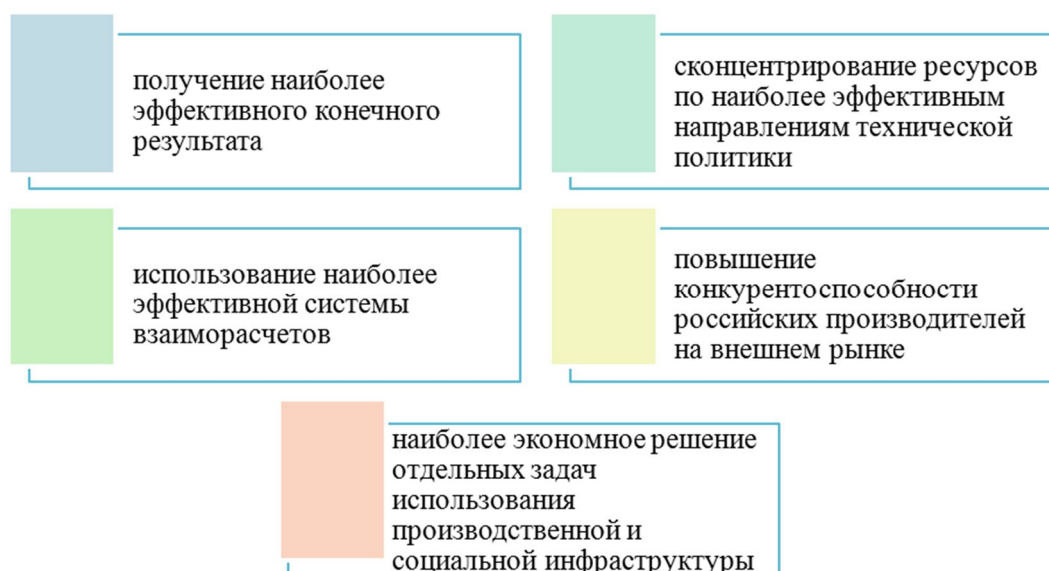 получение наиболее
эффективного конечного
результата
сконцентрирование ресурсов
по наиболее эффективным
направлениям технической
политики
использование наиболее
эффективной системы
взаиморасчетов
повышение
конкурентоспособности
российских производителей
на внешнем рынке
наиболее экономное решение
отдельных задач
использования
производственной и
социальной инфраструктуры